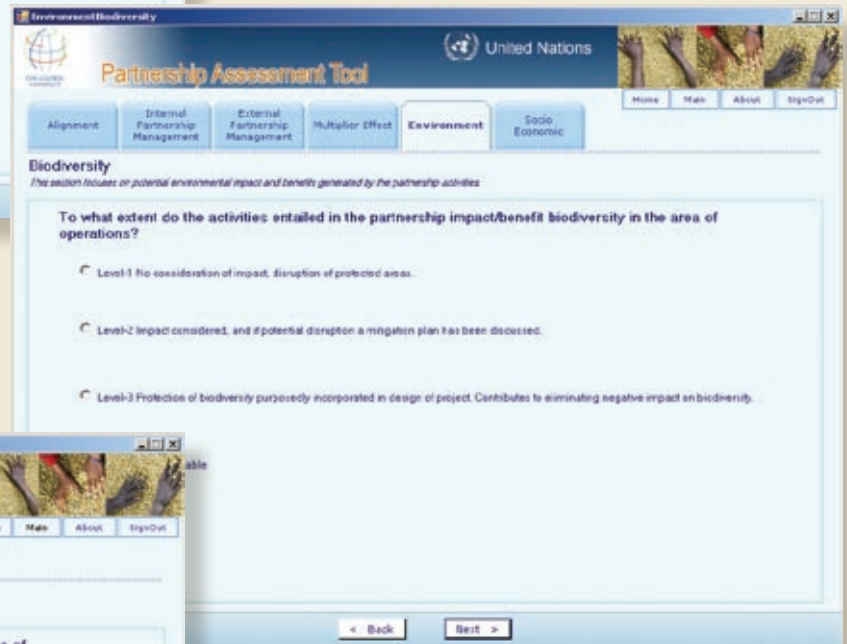 EnvironmentBiodiversity
United Nations
Partnership Assessment Tool
Home Main About SignOut
Alignment
Internal Partnership Management
External Partnership Management
Multiplier Effect
Environment
Socio Economic
Biodiversity
This section focuses on potential environmental impact and benefits generated by the partnership activities
To what extent do the activities entailed in the partnership impact/benefit biodiversity in the area of
operations?
Level-1 No consideration of impact, disruption of protected areas.
Level-2 Impact considered, and if potential disruption a mitigation plan has been discussed.
Level-3 Protection of biodiversity purposedly incorporated in design of project. Contributes to eliminating negative impact on biodiversity.
able
Main About SignOut
of
< Back Next >